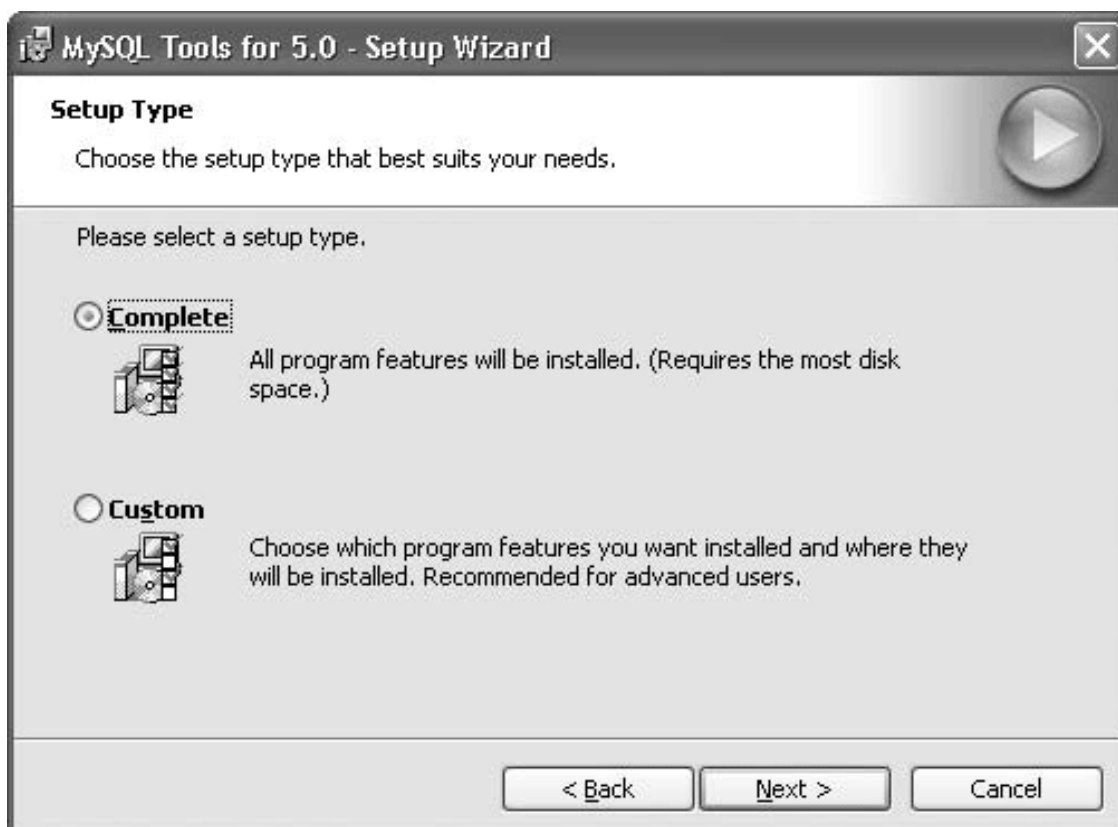 MySQL Tools for 5.0 - Setup Wizard
Setup Type
Choose the setup type that best suits your needs.
Please select a setup type.
Complete
All program features will be installed. (Requires the most disk
space.)
Custom
Choose which program features you want installed and where they
will be installed. Recommended for advanced users.
< Back
Next >
Cancel